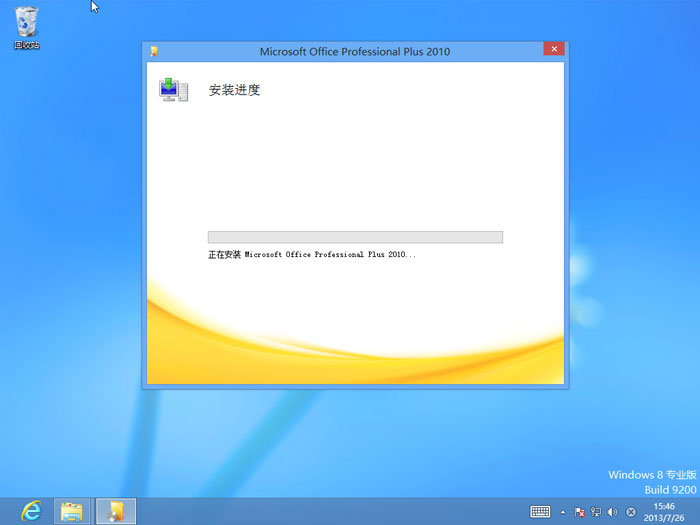 回收站
Microsoft Office Professional Plus 2010
安装进度
正在安装 Microsoft Office Professional Plus 2010...
Windows 8 专业版
Build 9200
15:46
2013/7/26